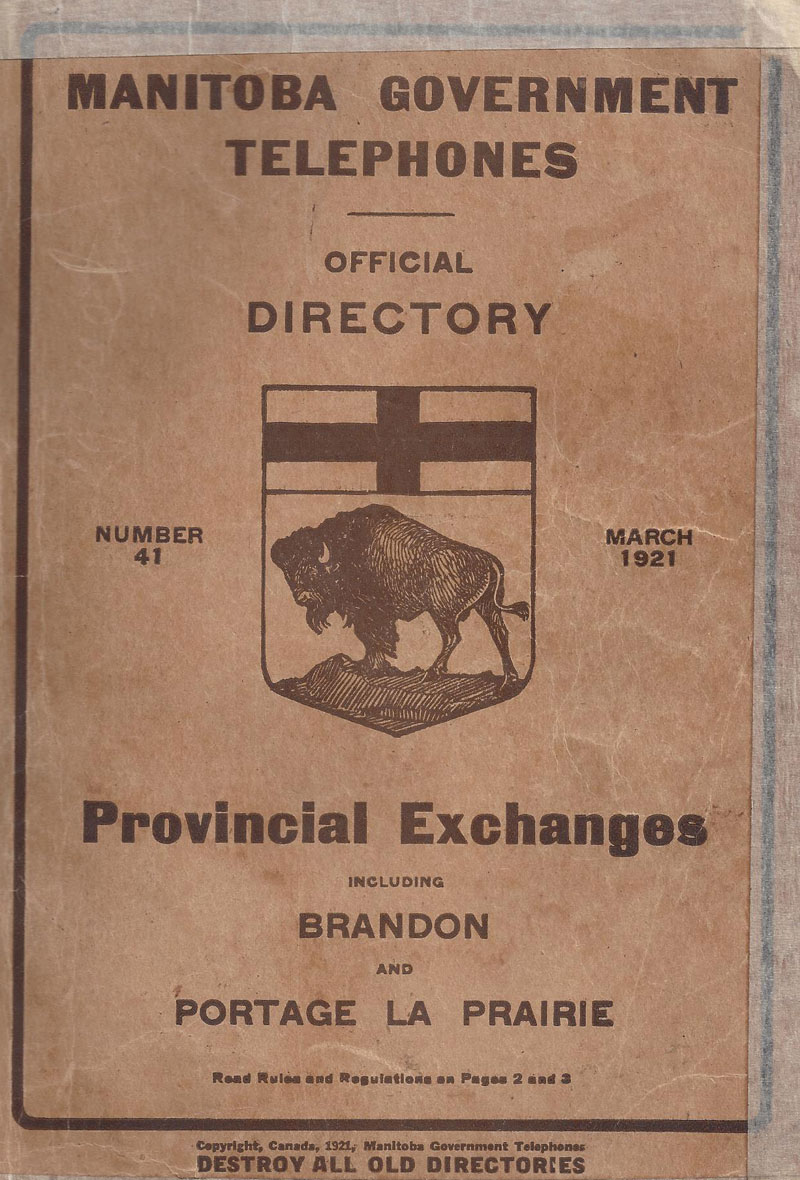 MANITOBA GOVERNMENT
TELEPHONES
OFFICIAL
DIRECTORY
NUMBER
41
MARCH
1921
Provincial Exchanges
INCLUDING
BRANDON
AND
PORTAGE LA PRAIRIE
Read Rules and Regulations on Pages 2 and 3
Copyright, Canada, 1921, Manitoba Government Telephones
DESTROY ALL OLD DIRECTORIES